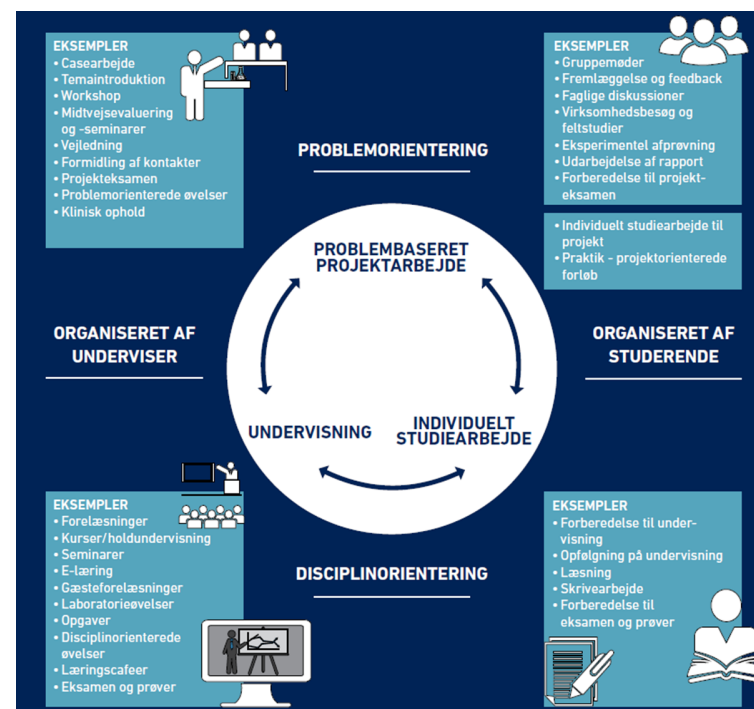 EKSEMPLER
• Casearbejde
• Temaintroduktion
• Workshop
• Midtvejsevaluering
og -seminarer
• Vejledning
• Formidling af kontakter
• Projekteksamen
• Problemorienterede øvelser
• Klinisk ophold
EKSEMPLER
• Gruppemøder
• Fremlæggelse og feedback
• Faglige diskussioner
• Virksomhedsbesøg og
feltstudier
• Eksperimentel afprøvning
• Udarbejdelse af rapport
• Forberedelse til projekt-
eksamen
• Individuelt studiearbejde til
projekt
• Praktik - projektorienterede
forløb
PROBLEMORIENTERING
PROBLEMBASERET
PROJEKTARBEJDE
ORGANISERET AF
UNDERVISER
ORGANISERET AF
STUDERENDE
UNDERVISNING
INDIVIDUELT
STUDIEARBEJDE
DISCIPLINORIENTERING
EKSEMPLER
• Forelæsninger
• Kurser/holdundervisning
• Seminarer
• E-læring
• Gæsteforelæsninger
• Laboratorieøvelser
• Opgaver
• Disciplinorienterede
øvelser
• Læringscafeer
• Eksamen og prøver
EKSEMPLER
• Forberedelse til under-
visning
• Opfølgning på undervisning
• Læsning
• Skrivearbejde
• Forberedelse til
eksamen og prøver